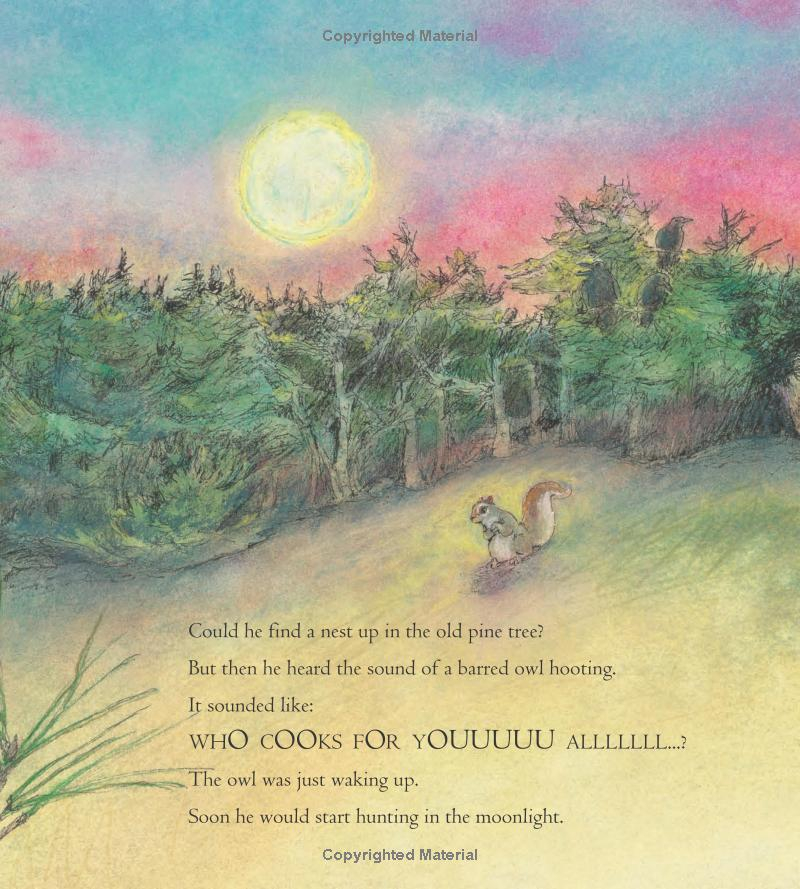 Copyrighted Material
Could he find a nest up in the old pine tree?
But then he heard the sound of a barred owl hooting.
It sounded like:
WHO COOKS FOR YOUUUUU ALLLLLLL...?
The owl was just waking up.
Soon he would start hunting in the moonlight.
Copyrighted Material